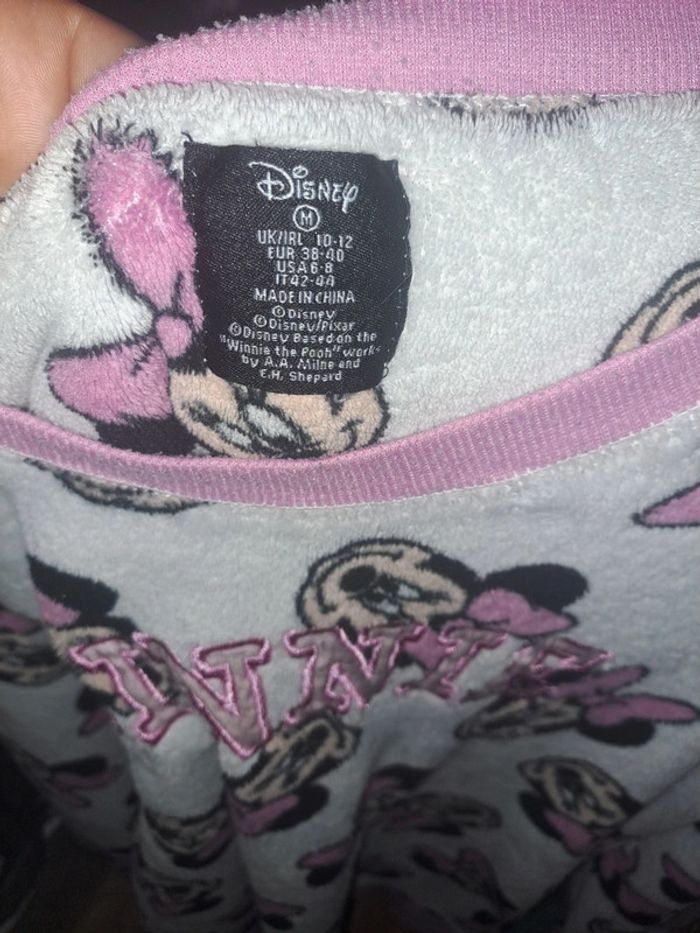 Disney
M
UK/IRL 10-12
EUR 38-40
USA 6-8
IT 42-44
MADE IN CHINA
©Disney
©Disney/Pixar
©Disney Based on the
"Winnie the Pooh" works
by A.A. Milne and
E.H. Shepard